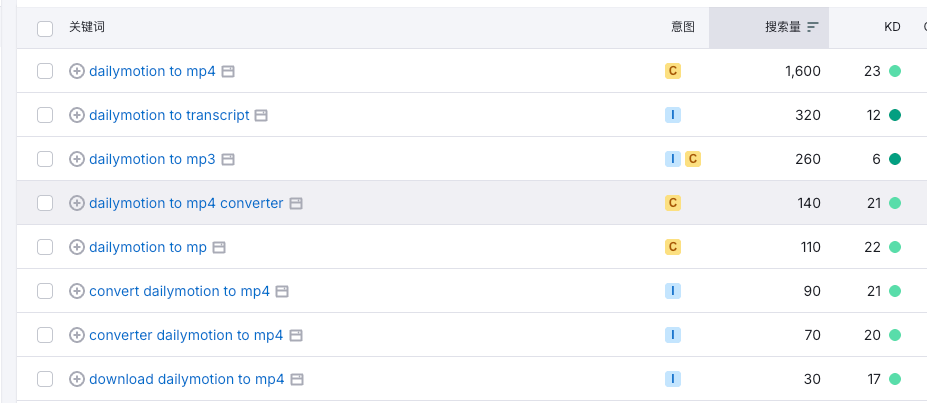 关键词 意图 搜索量 KD
dailymotion to mp4 C 1,600 23
dailymotion to transcript I 320 12
dailymotion to mp3 I C 260 6
dailymotion to mp4 converter C 140 21
dailymotion to mp C 110 22
convert dailymotion to mp4 I 90 21
converter dailymotion to mp4 I 70 20
download dailymotion to mp4 I 30 17